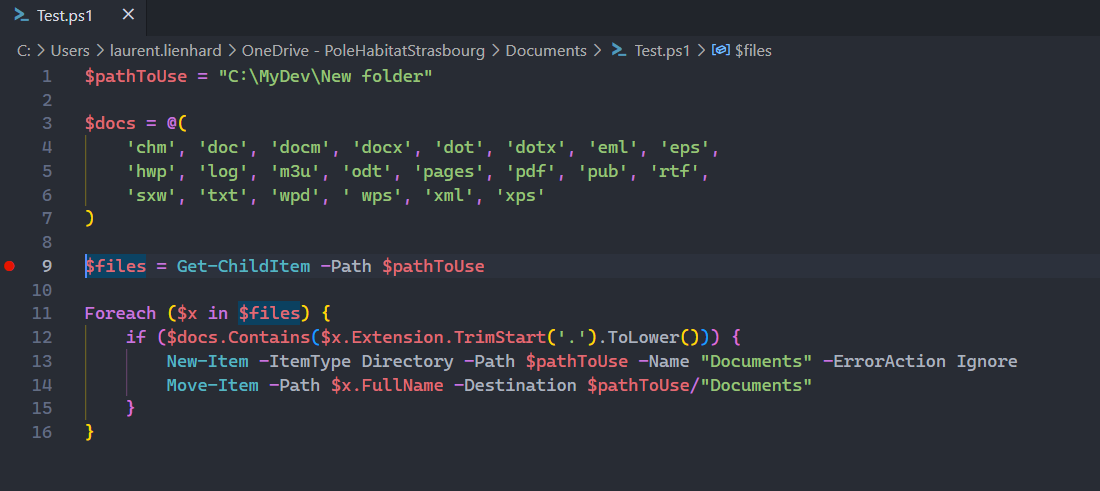 Test.ps1
C: > Users > laurent.lienhard > OneDrive - PoleHabitatStrasbourg > Documents > Test.ps1 > $files
1 $pathToUse = "C:\MyDev\New folder"
2
3 $docs = @(
4     'chm', 'doc', 'docm', 'docx', 'dot', 'dotx', 'eml', 'eps',
5     'hwp', 'log', 'm3u', 'odt', 'pages', 'pdf', 'pub', 'rtf',
6     'sxw', 'txt', 'wpd', ' wps', 'xml', 'xps'
7 )
8
9 $files = Get-ChildItem -Path $pathToUse
10
11 Foreach ($x in $files) {
12     if ($docs.Contains($x.Extension.TrimStart('.').ToLower())) {
13         New-Item -ItemType Directory -Path $pathToUse -Name "Documents" -ErrorAction Ignore
14         Move-Item -Path $x.FullName -Destination $pathToUse/"Documents"
15     }
16 }